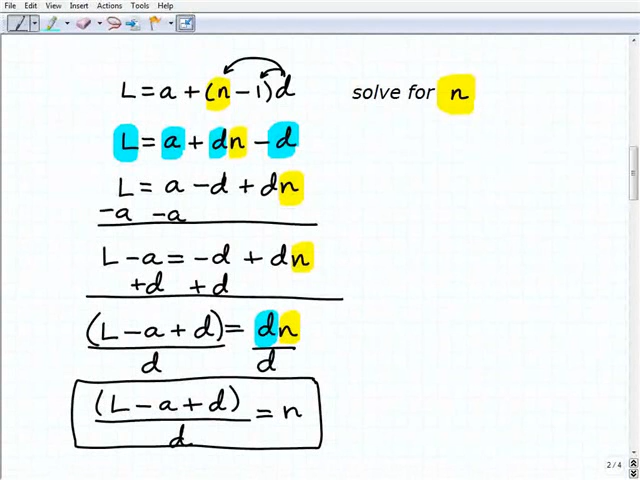 File Edit View Insert Actions Tools Help
L = a + (n - 1)d solve for n
L = a + dn - d
L = a - d + dn
-a -a
L - a = -d + dn
+d +d
(L - a + d) = dn
d d
(L - a + d) = n
d
2/4